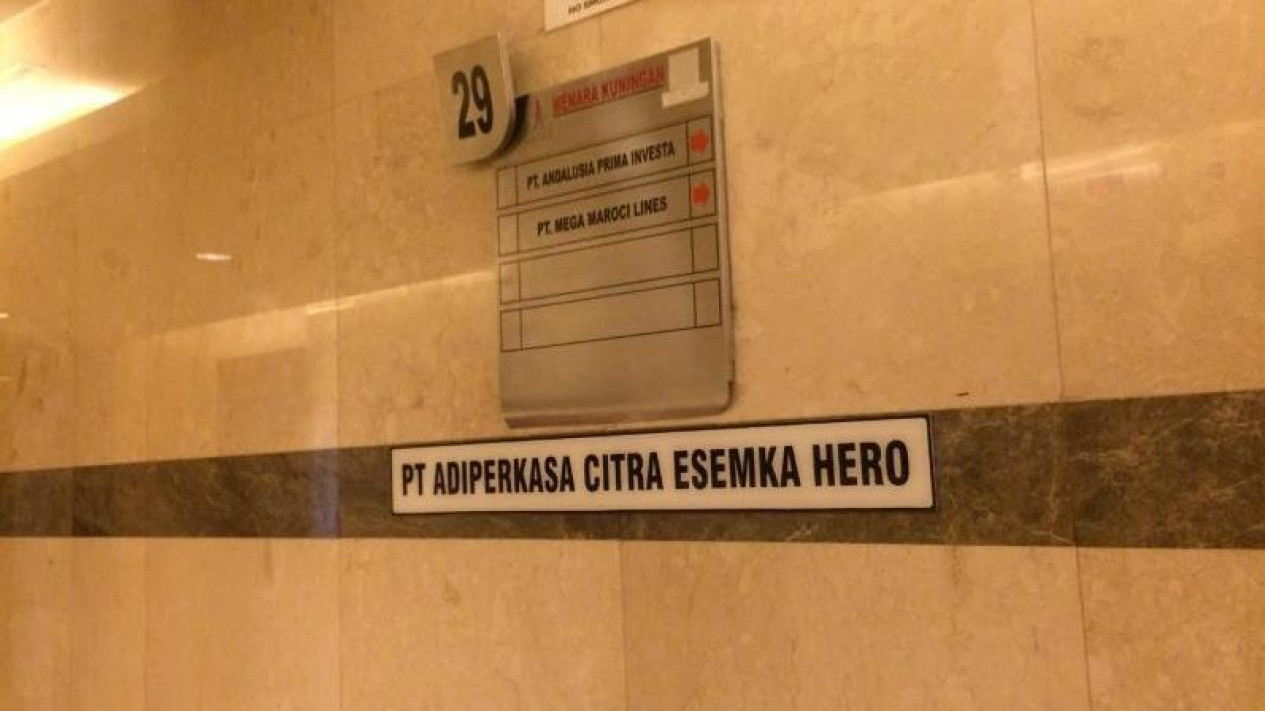 29
MENARA KUNINGAN
PT. ANDALUSIA PRIMA INVESTA
PT. MEGA MAROCI LINES
PT ADIPERKASA CITRA ESEMKA HERO